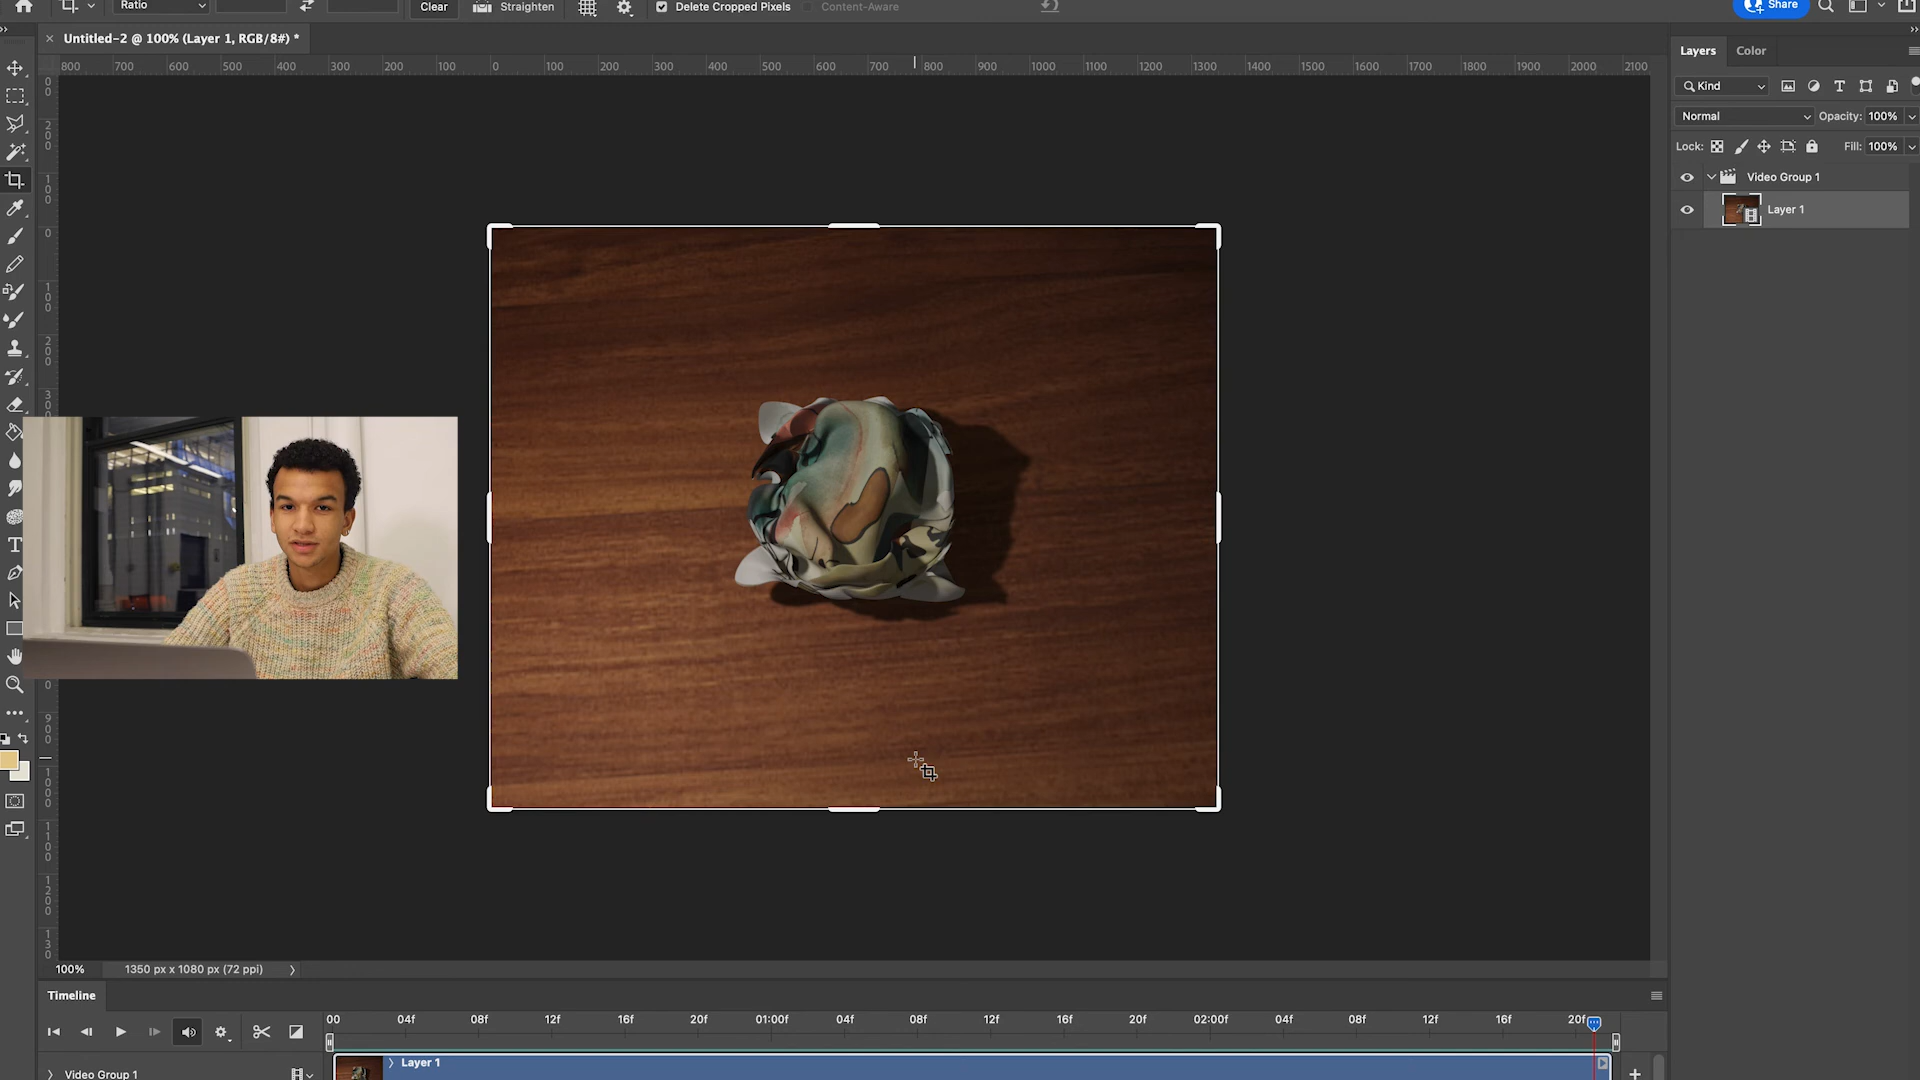 Ratio
Clear
Straighten
Delete Cropped Pixels
Content-Aware
Share
Untitled-2 @ 100% (Layer 1, RGB/8#) *
Layers
Color
800 700 600 500 400 300 200 100 0 100 200 300 400 500 600 700 800 900 1000 1100 1200 1300 1400 1500 1600 1700 1800 1900 2000 2100
Kind
Normal
Opacity: 100%
Lock:
Fill: 100%
Video Group 1
Layer 1
100%
1350 px x 1080 px (72 ppi)
Timeline
00 04f 08f 12f 16f 20f 01:00f 04f 08f 12f 16f 20f 02:00f 04f 08f 12f 16f 20f
Layer 1
Video Group 1